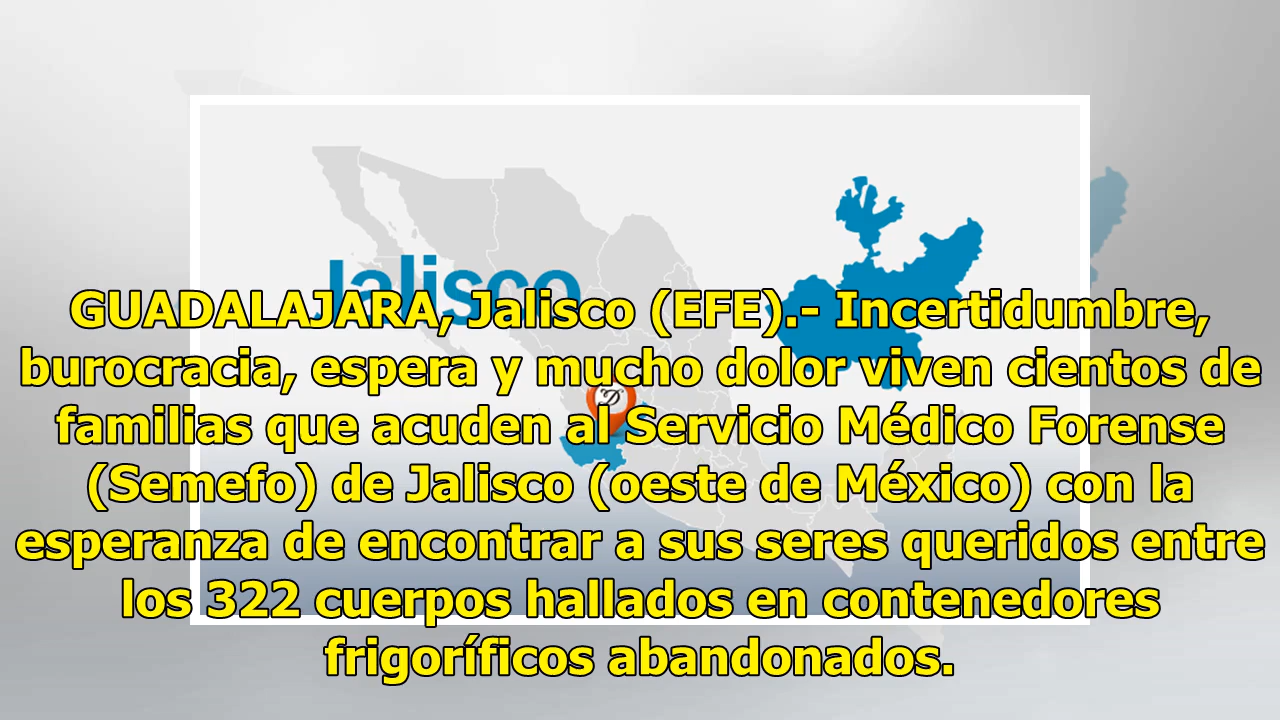 Jalisco
GUADALAJARA, Jalisco (EFE).- Incertidumbre,
burocracia, espera y mucho dolor viven cientos de
familias que acuden al Servicio Médico Forense
(Semefo) de Jalisco (oeste de México) con la
esperanza de encontrar a sus seres queridos entre
los 322 cuerpos hallados en contenedores
frigoríficos abandonados.
D